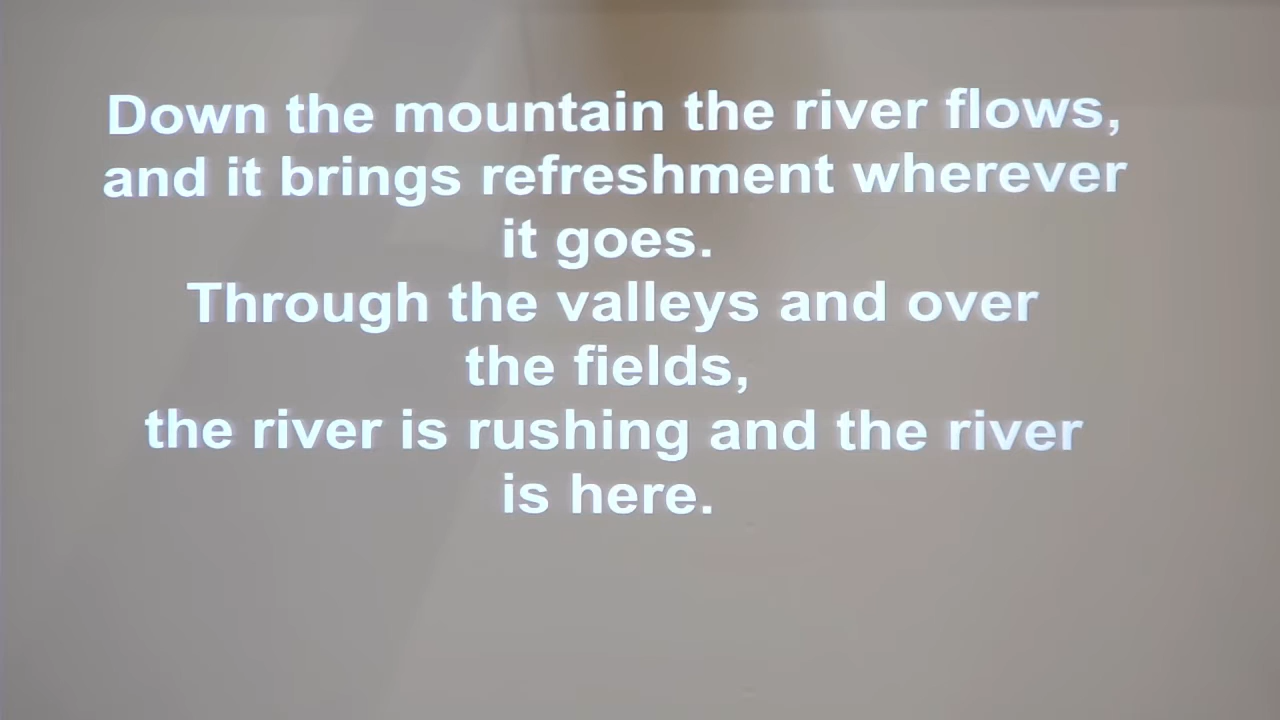 Down the mountain the river flows,
and it brings refreshment wherever
it goes.
Through the valleys and over
the fields,
the river is rushing and the river
is here.